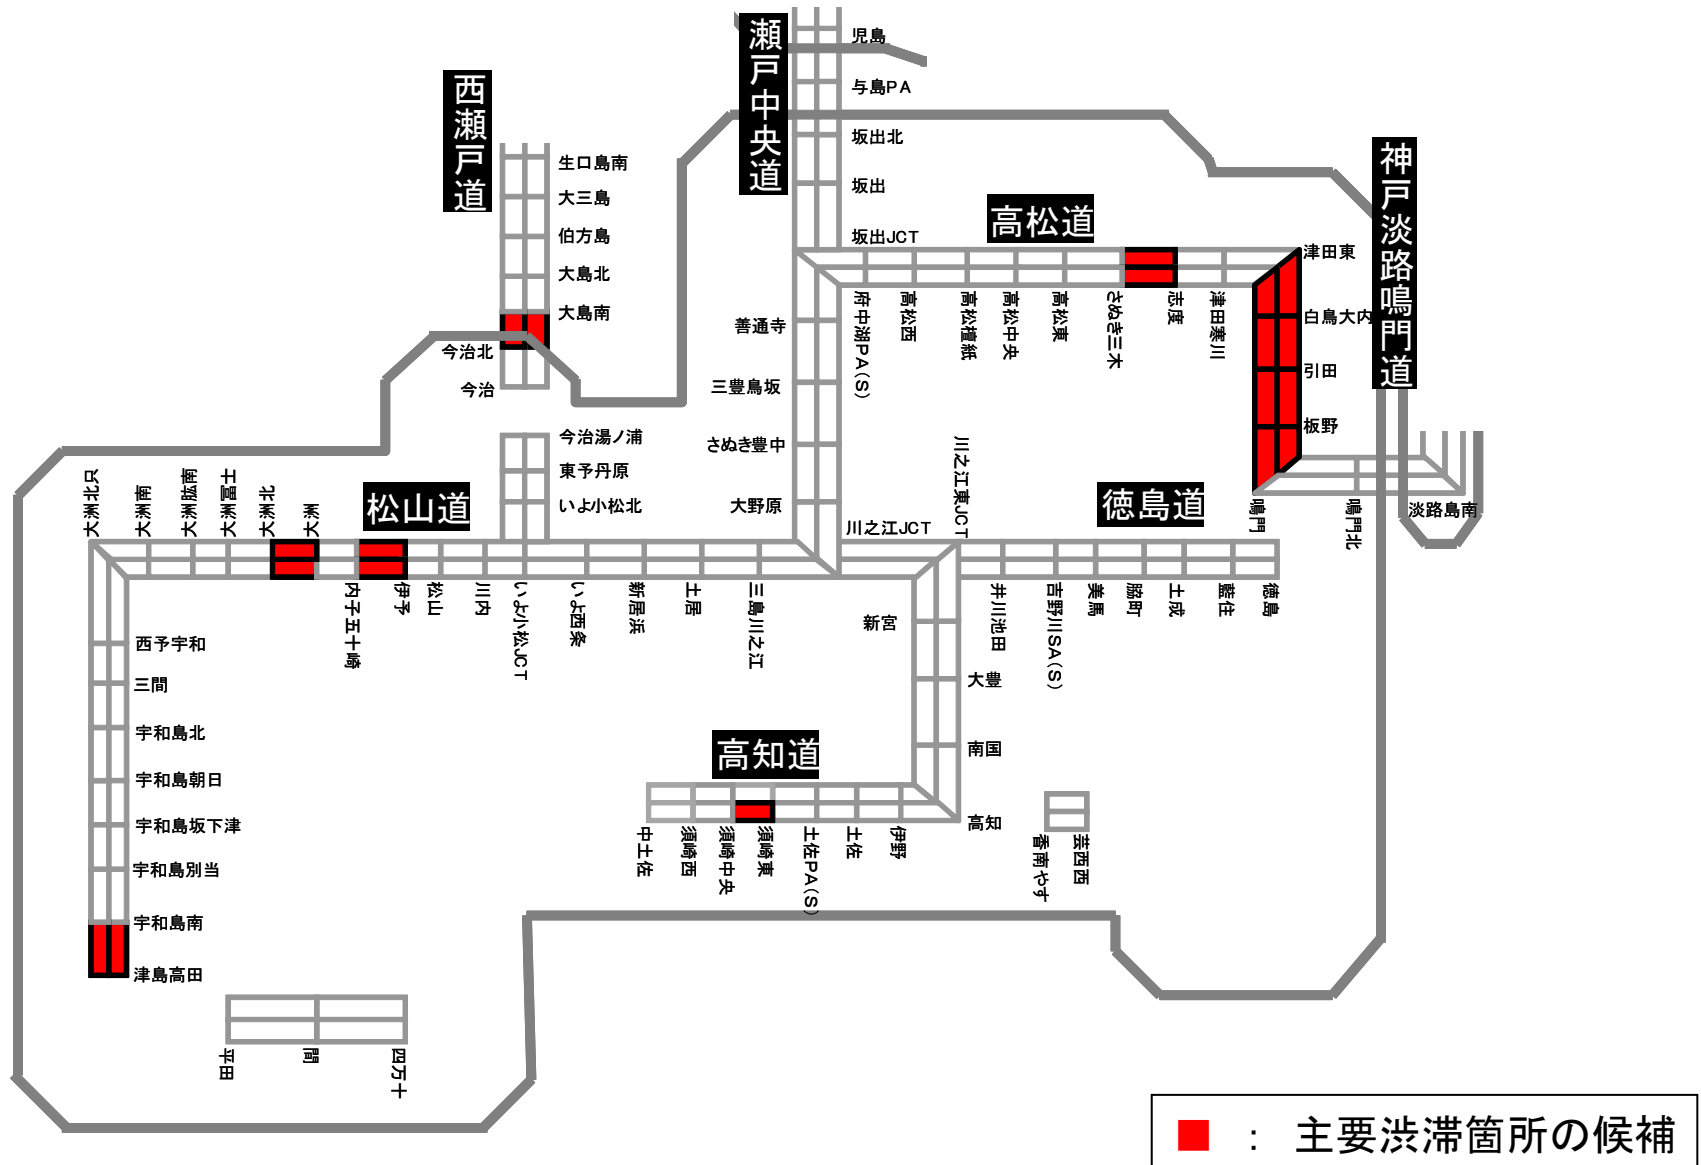 瀬戸中央道
児島
与島PA
坂出北
坂出
坂出JCT
西瀬戸道
生口島南
大三島
伯方島
大島北
大島南
今治北
今治
今治湯ノ浦
東予丹原
いよ小松北
神戸淡路鳴門道
高松道
津田東
白鳥大内
引田
板野
府中湖PA(S)
高松西
高松檀紙
高松中央
高松東
さぬき三木
志度
津田寒川
善通寺
三豊鳥坂
さぬき豊中
大野原
川之江JCT
川之江東JCT
徳島道
鳴門
鳴門北
淡路島南
松山道
大洲北只
大洲南
大洲肱南
大洲冨士
大洲北
大洲
内子五十崎
伊予
松山
川内
いよ小松JCT
いよ西条
新居浜
土居
三島川之江
井川池田
吉野川SA(S)
美馬
脇町
土成
藍住
徳島
新宮
大豊
南国
高知
西予宇和
三間
宇和島北
宇和島朝日
宇和島坂下津
宇和島別当
宇和島南
津島高田
高知道
中土佐
須崎西
須崎中央
須崎東
土佐PA(S)
土佐
伊野
香南やす
芸西西
平田
間
四万十
■ : 主要渋滞箇所の候補